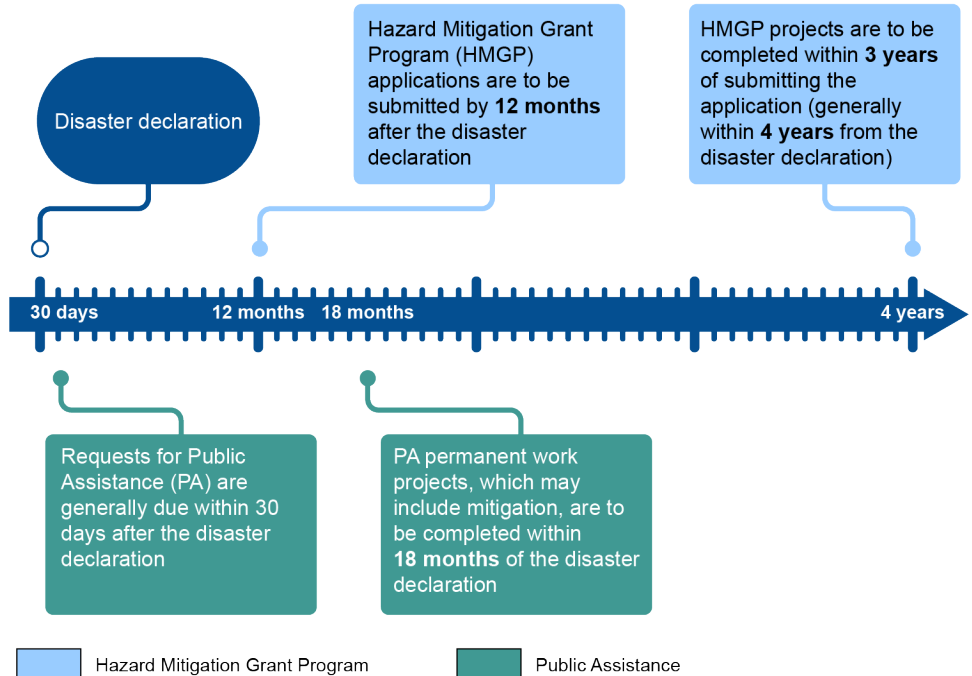 Disaster declaration
Hazard Mitigation Grant
Program (HMGP)
applications are to be
submitted by 12 months
after the disaster
declaration
HMGP projects are to be
completed within 3 years
of submitting the
application (generally
within 4 years from the
disaster declaration)
30 days
12 months
18 months
4 years
Requests for Public
Assistance (PA) are
generally due within 30
days after the disaster
declaration
PA permanent work
projects, which may
include mitigation, are to
be completed within
18 months of the disaster
declaration
Hazard Mitigation Grant Program
Public Assistance